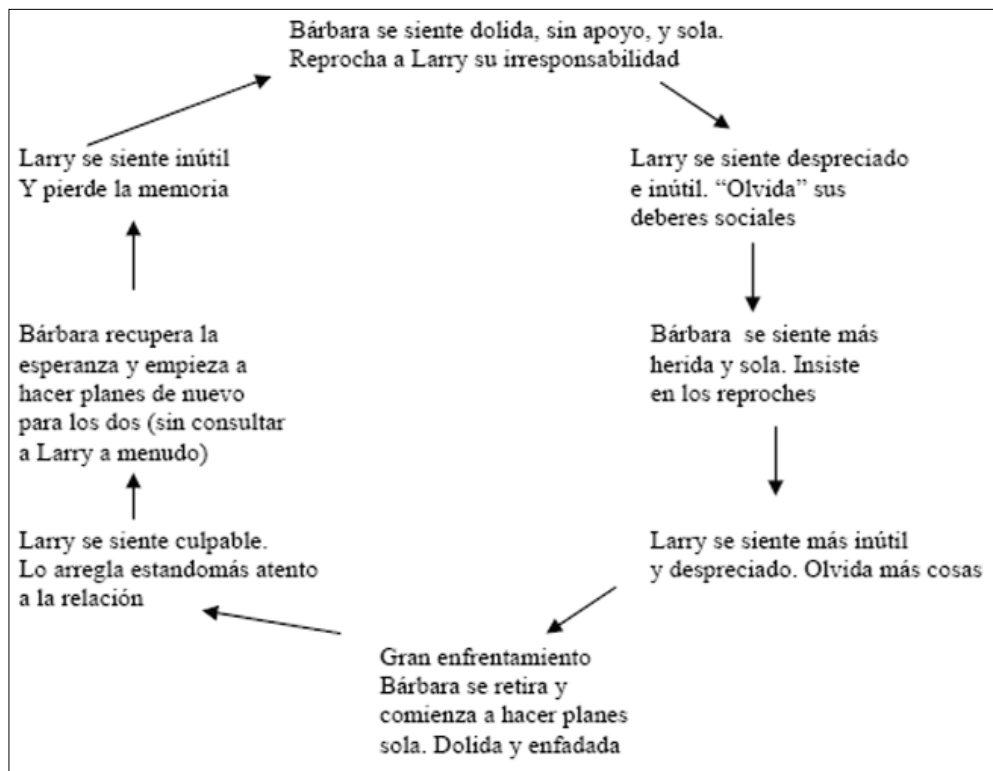 Bárbara se siente dolida, sin apoyo, y sola.
Reprocha a Larry su irresponsabilidad
Larry se siente despreciado
e inútil. “Olvida” sus
deberes sociales
Bárbara se siente más
herida y sola. Insiste
en los reproches
Larry se siente más inútil
y despreciado. Olvida más cosas
Gran enfrentamiento
Bárbara se retira y
comienza a hacer planes
sola. Dolida y enfadada
Larry se siente culpable.
Lo arregla estandomás atento
a la relación
Bárbara recupera la
esperanza y empieza a
hacer planes de nuevo
para los dos (sin consultar
a Larry a menudo)
Larry se siente inútil
Y pierde la memoria